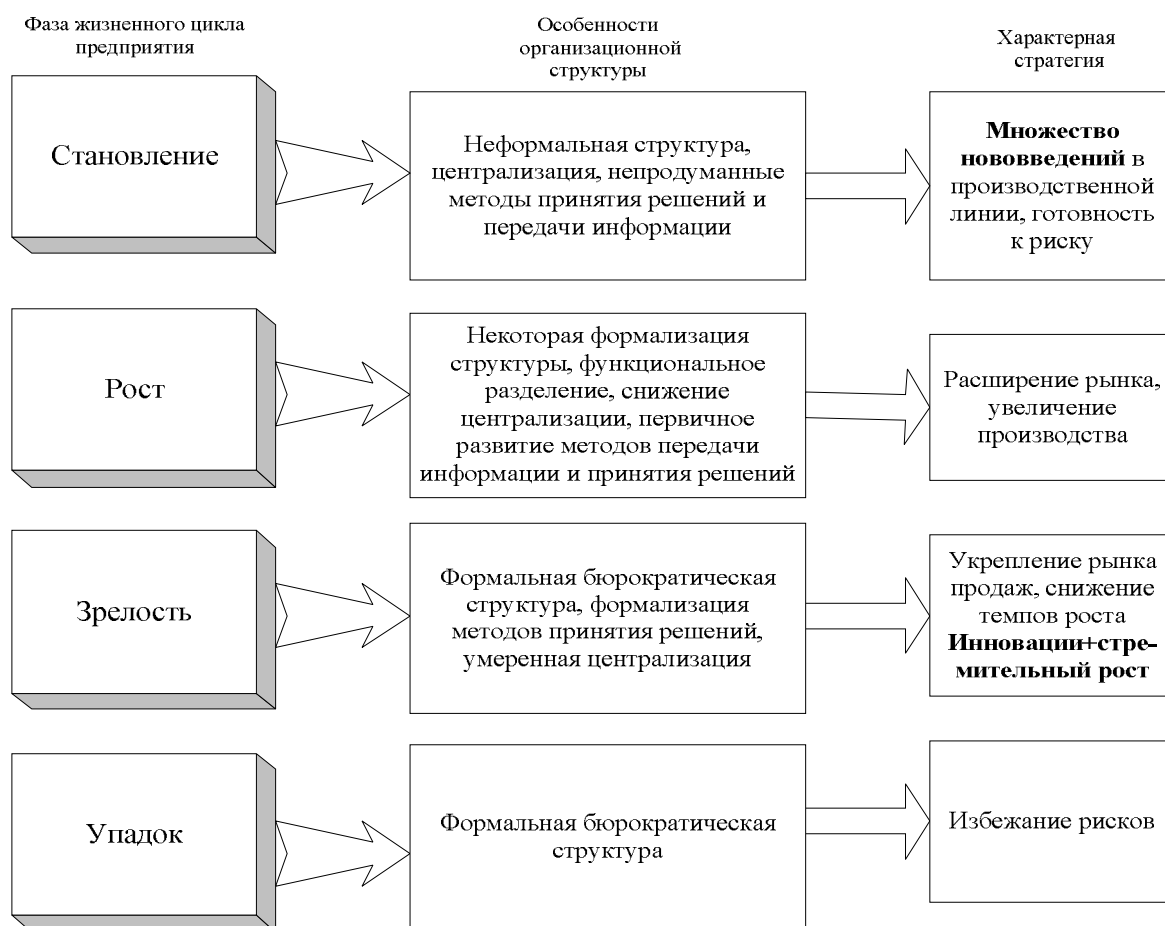 Фаза жизненного цикла
предприятия
Особенности
организационной
структуры
Характерная
стратегия
Становление
Неформальная структура,
централизация, непродуманные
методы принятия решений и
передачи информации
Множество
нововведений в
производственной
линии, готовность
к риску
Рост
Некоторая формализация
структуры, функциональное
разделение, снижение
централизации, первичное
развитие методов передачи
информации и принятия решений
Расширение рынка,
увеличение
производства
Зрелость
Формальная бюрократическая
структура, формализация
методов принятия решений,
умеренная централизация
Укрепление рынка
продаж, снижение
темпов роста
Инновации+стре-
мительный рост
Упадок
Формальная бюрократическая
структура
Избежание рисков